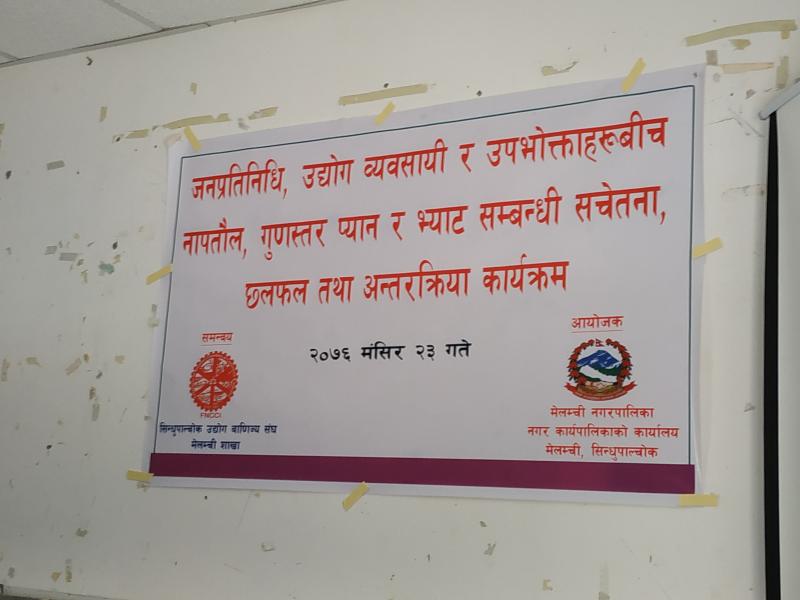 जनप्रतिनिधि, उद्योग व्यवसायी र उपभोक्ताहरूबीच
नापतौल, गुणस्तर प्यान र भ्याट सम्बन्धी सचेतना,
छलफल तथा अन्तरक्रिया कार्यक्रम
२०७६ मंसिर २३ गते
समन्वय
FNCCI
सिन्धुपाल्चोक उद्योग वाणिज्य संघ
मेलम्ची शाखा
आयोजक
मेलम्ची नगरपालिका
नगर कार्यपालिकाको कार्यालय
मेलम्ची, सिन्धुपाल्चोक